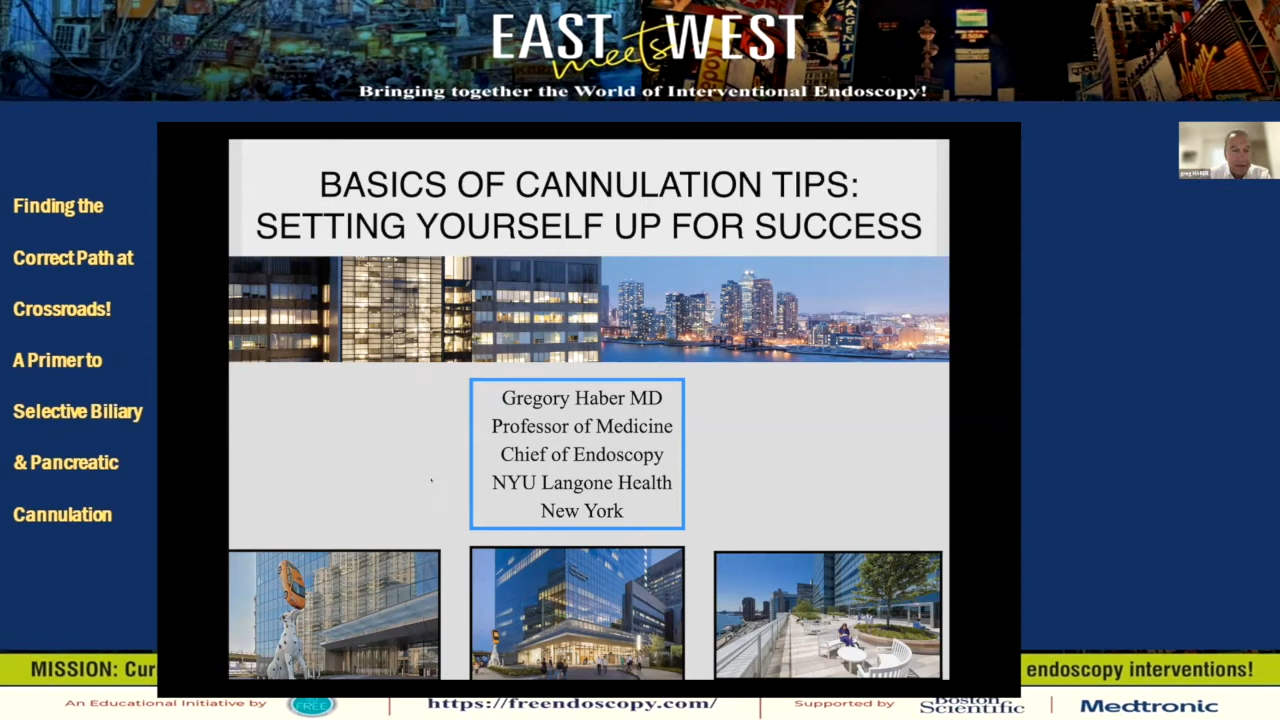 EAST meets WEST
Bringing together the World of Interventional Endoscopy!
greg HABER
Finding the
Correct Path at
Crossroads!
A Primer to
Selective Biliary
& Pancreatic
Cannulation
BASICS OF CANNULATION TIPS:
SETTING YOURSELF UP FOR SUCCESS
Gregory Haber MD
Professor of Medicine
Chief of Endoscopy
NYU Langone Health
New York
MISSION: Cur
endoscopy interventions!
An Educational Initiative by
FREE
https://freendoscopy.com/
Supported by
Boston
Scientific
Medtronic